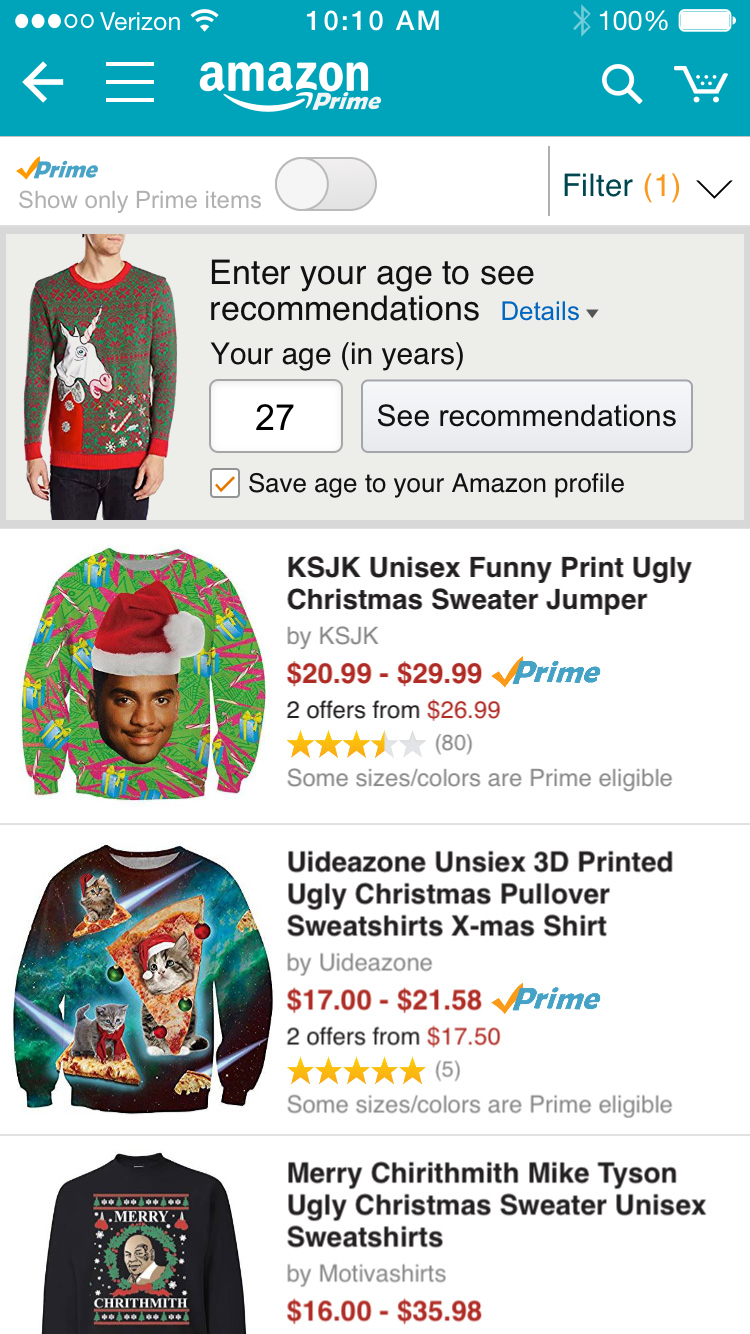 Verizon 10:10 AM 100%
amazon
Prime
Prime
Show only Prime items
Filter (1)
Enter your age to see
recommendations Details
Your age (in years)
27 See recommendations
Save age to your Amazon profile
KSJK Unisex Funny Print Ugly
Christmas Sweater Jumper
by KSJK
$20.99 - $29.99 Prime
2 offers from $26.99
(80)
Some sizes/colors are Prime eligible
Uideazone Unsiex 3D Printed
Ugly Christmas Pullover
Sweatshirts X-mas Shirt
by Uideazone
$17.00 - $21.58 Prime
2 offers from $17.50
(5)
Some sizes/colors are Prime eligible
MERRY
CHRITHMITH
Merry Chirithmith Mike Tyson
Ugly Christmas Sweater Unisex
Sweatshirts
by Motivashirts
$16.00 - $35.98